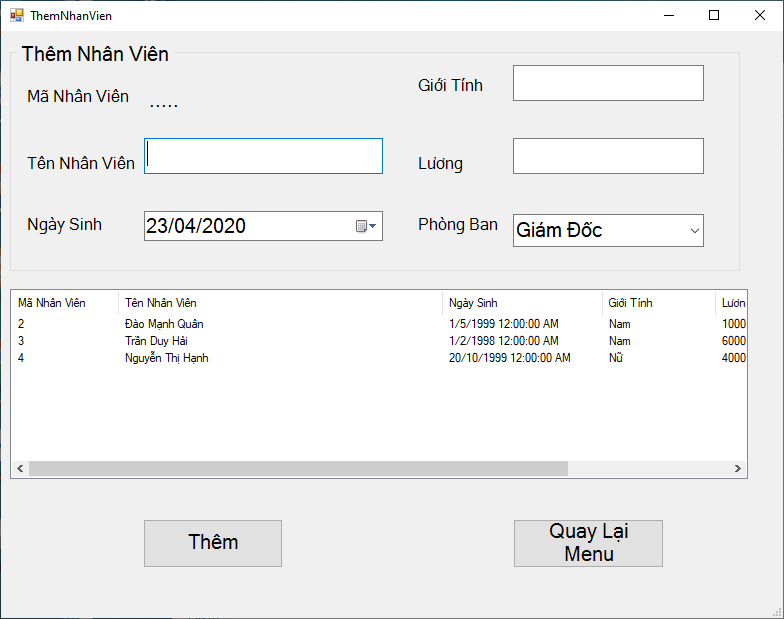 ThemNhanVien
Thêm Nhân Viên
Mã Nhân Viên .....
Giới Tính
Tên Nhân Viên
Lương
Ngày Sinh 23/04/2020
Phòng Ban Giám Đốc
Mã Nhân Viên Tên Nhân Viên Ngày Sinh Giới Tính Lươn
2 Đào Mạnh Quân 1/5/1999 12:00:00 AM Nam 1000
3 Trần Duy Hải 1/2/1998 12:00:00 AM Nam 6000
4 Nguyễn Thị Hạnh 20/10/1999 12:00:00 AM Nữ 4000
Thêm
Quay Lại
Menu